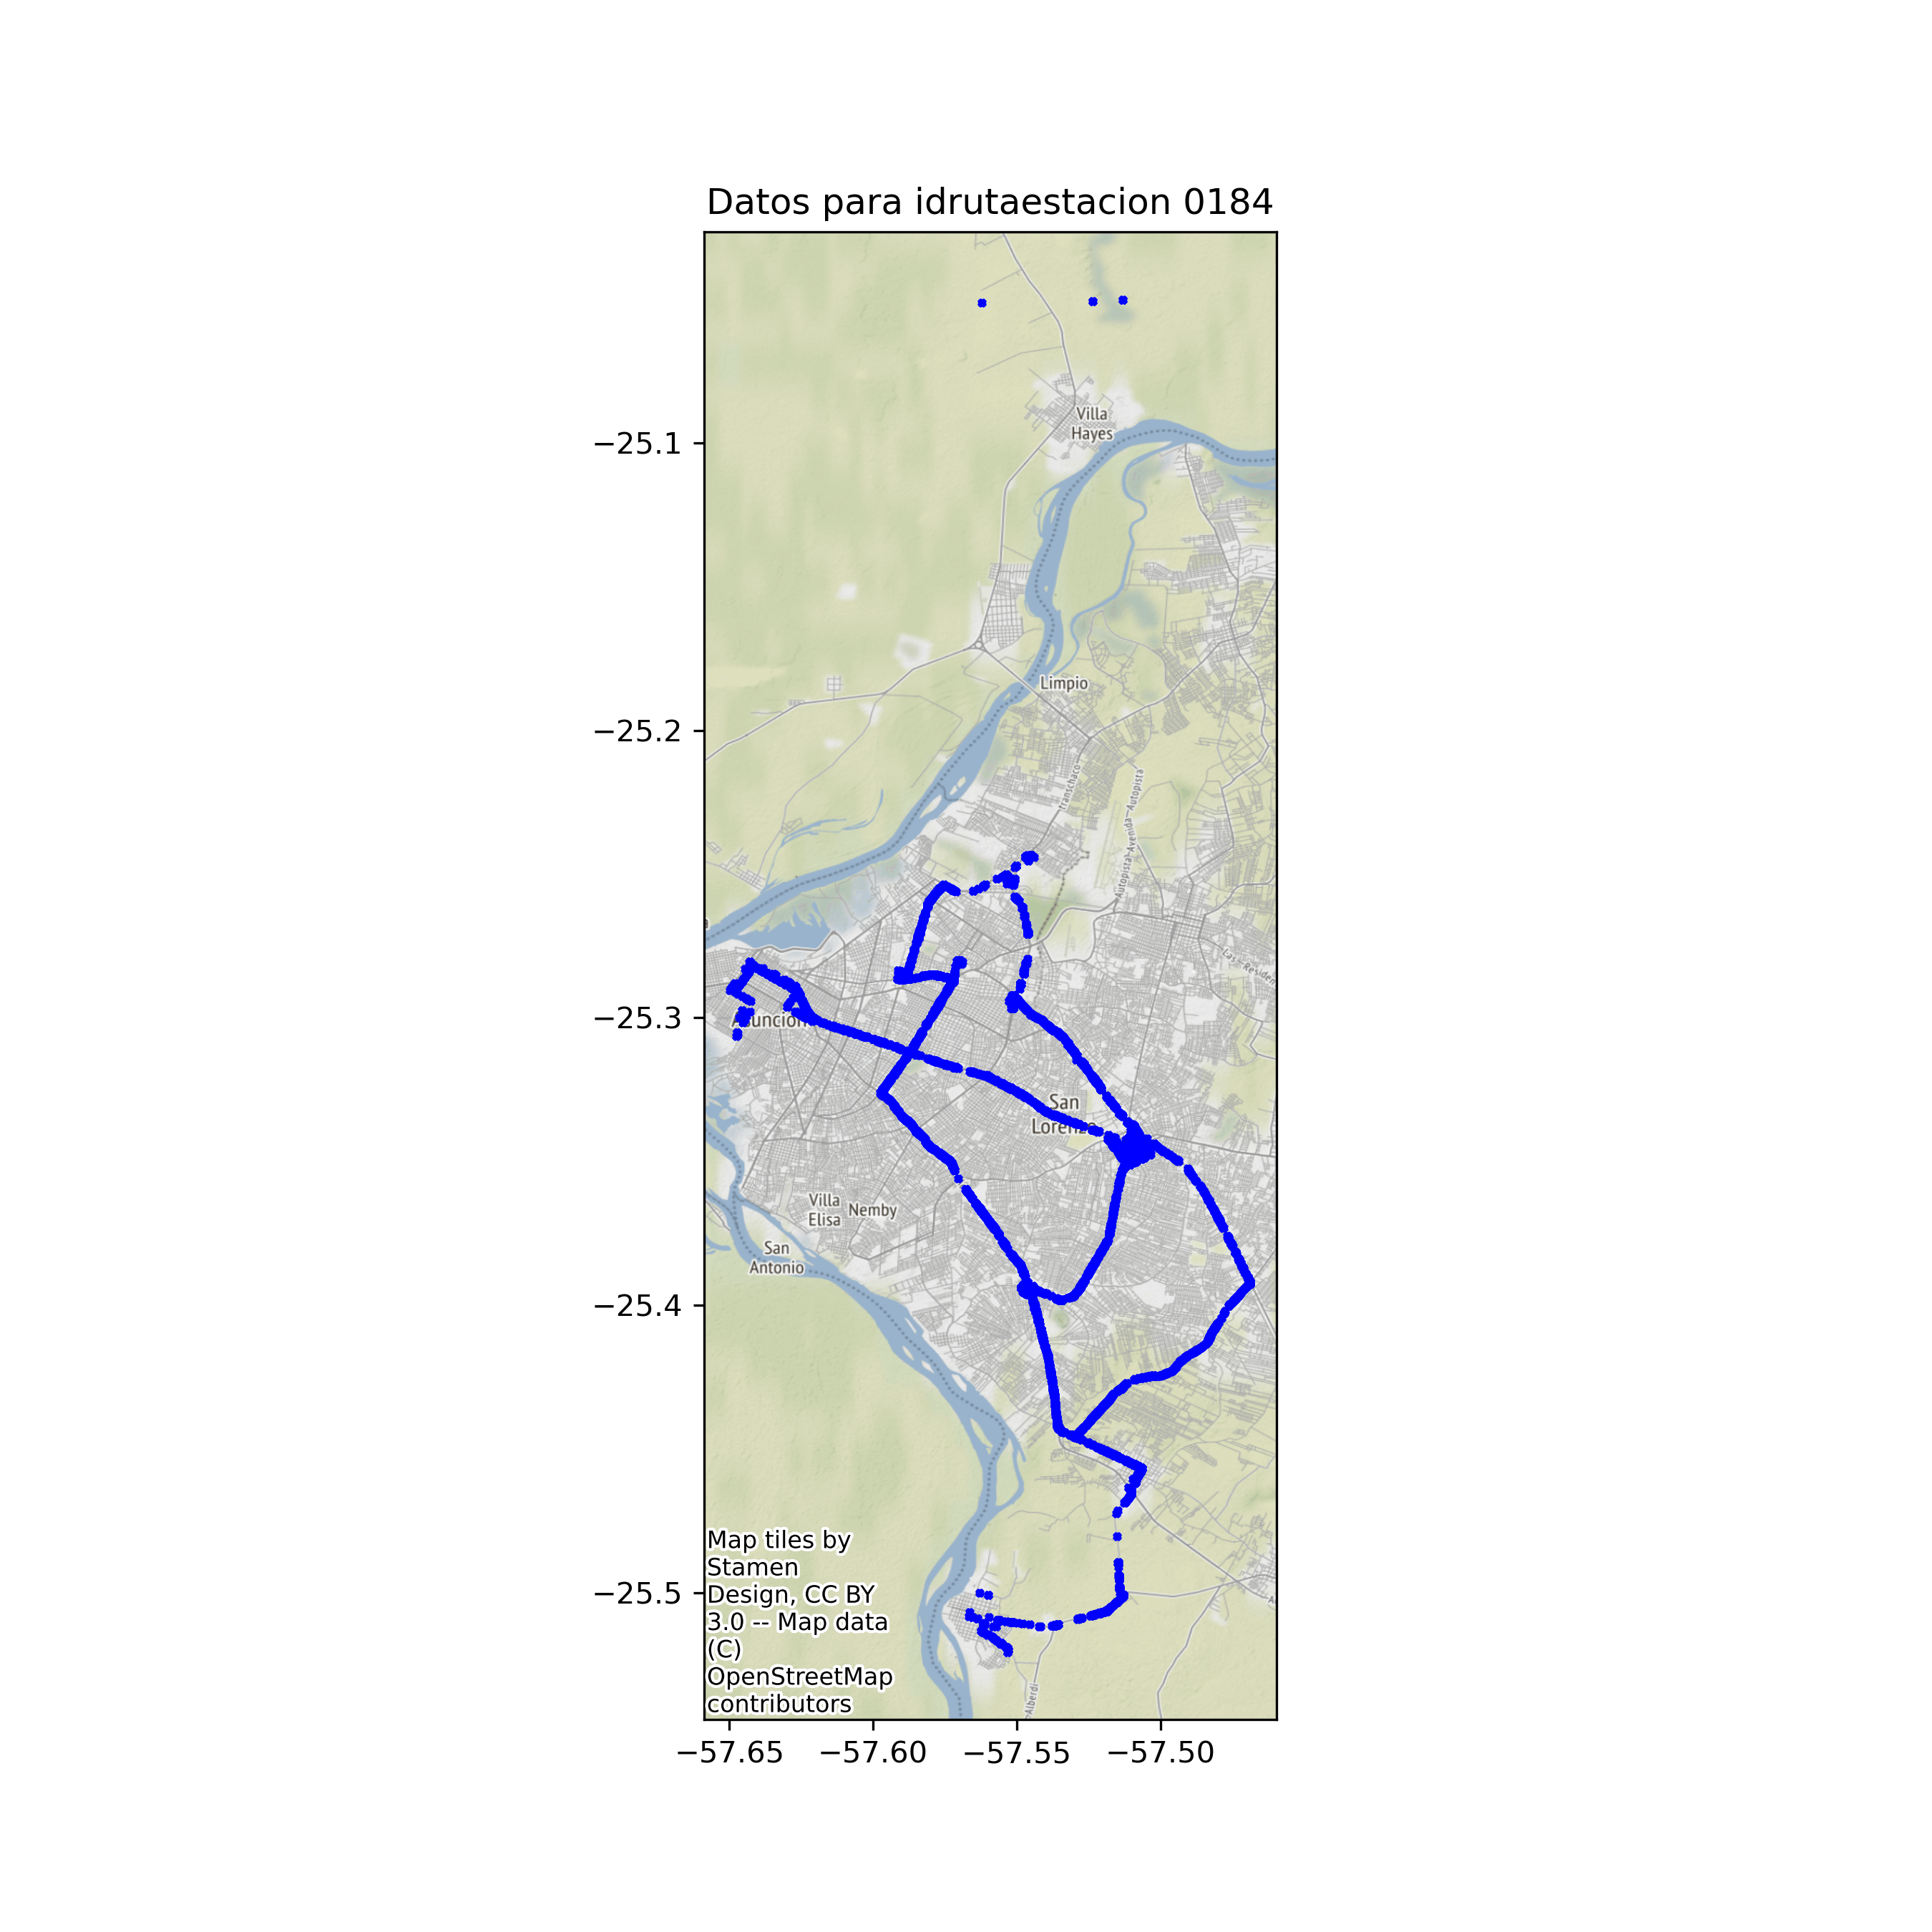 Datos para idrutaestacion 0184
Villa
Hayes
−25.1
Limpio
−25.2
Transchaco
Autopista—Avenida—Autopista
Las—Residen
−25.3
Asunción
San
Lorenzo
Villa
Elisa
Nemby
San
Antonio
−25.4
−25.5
Map tiles by
Stamen
Design, CC BY
3.0 -- Map data
(C)
OpenStreetMap
contributors
Alberdi
−57.65
−57.60
−57.55
−57.50